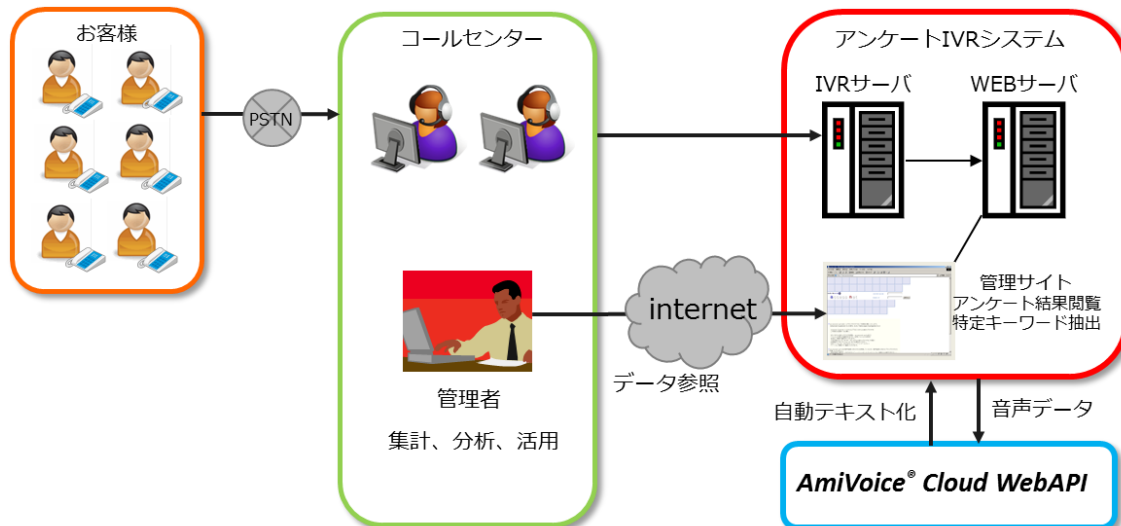 お客様
PSTN
コールセンター
管理者
集計、分析、活用
internet
データ参照
アンケートIVRシステム
IVRサーバ
WEBサーバ
管理サイト
アンケート結果閲覧
特定キーワード抽出
自動テキスト化
音声データ
AmiVoice® Cloud WebAPI